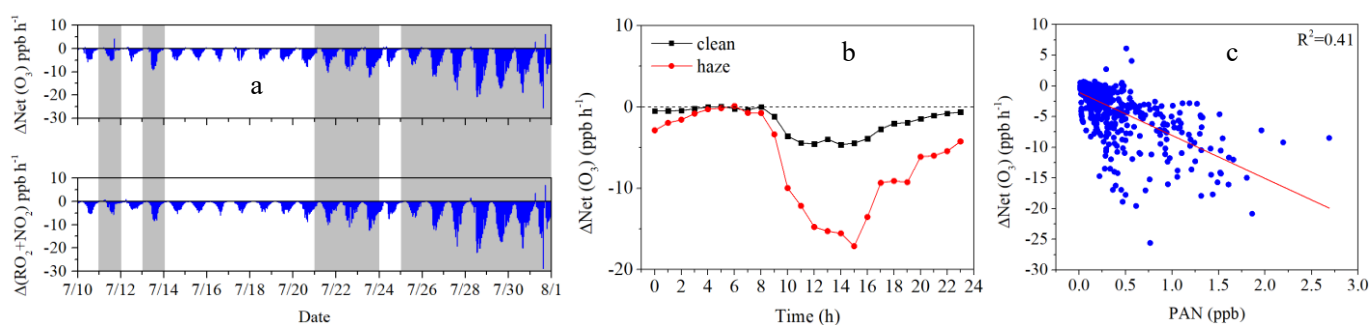 10
0
-10
-20
-30
ΔNet (O3) ppb h-1
a
10
0
-10
-20
-30
Δ(RO2+NO2) ppb h-1
7/10 7/12 7/14 7/16 7/18 7/20 7/22 7/24 7/26 7/28 7/30 8/1
Date
10
0
-10
-20
ΔNet (O3) (ppb h-1)
clean
haze
b
0 2 4 6 8 10 12 14 16 18 20 22 24
Time (h)
10
5
0
-5
-10
-15
-20
-25
-30
ΔNet (O3) (ppb h-1)
c
R2=0.41
0.0 0.5 1.0 1.5 2.0 2.5 3.0
PAN (ppb)